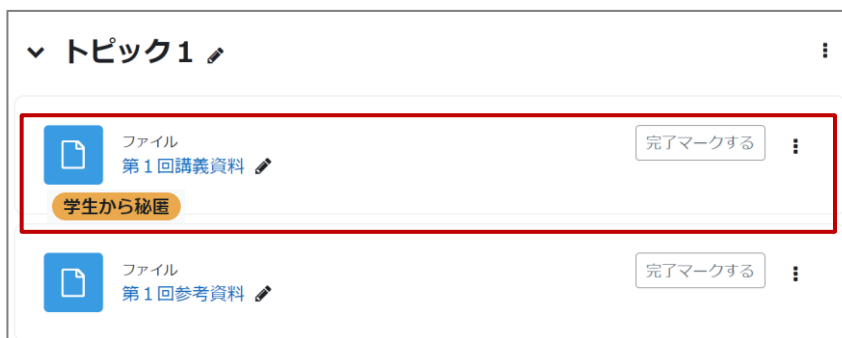 トピック1
ファイル
第1回講義資料
完了マークする
学生から秘匿
ファイル
第1回参考資料
完了マークする